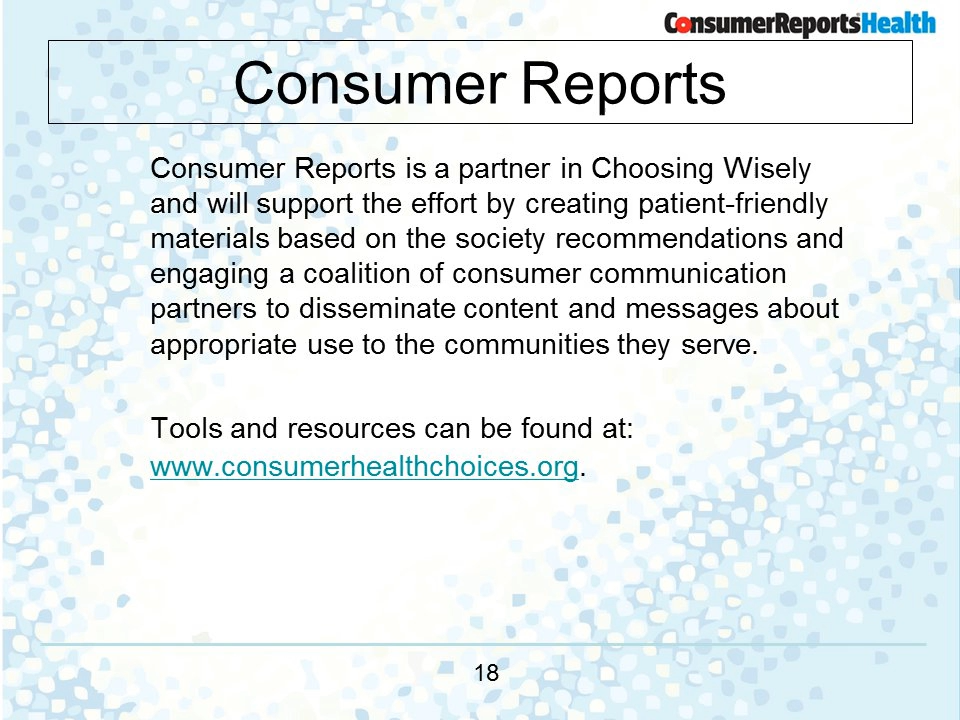 ConsumerReportsHealth
Consumer Reports
Consumer Reports is a partner in Choosing Wisely
and will support the effort by creating patient-friendly
materials based on the society recommendations and
engaging a coalition of consumer communication
partners to disseminate content and messages about
appropriate use to the communities they serve.
Tools and resources can be found at:
www.consumerhealthchoices.org.
18